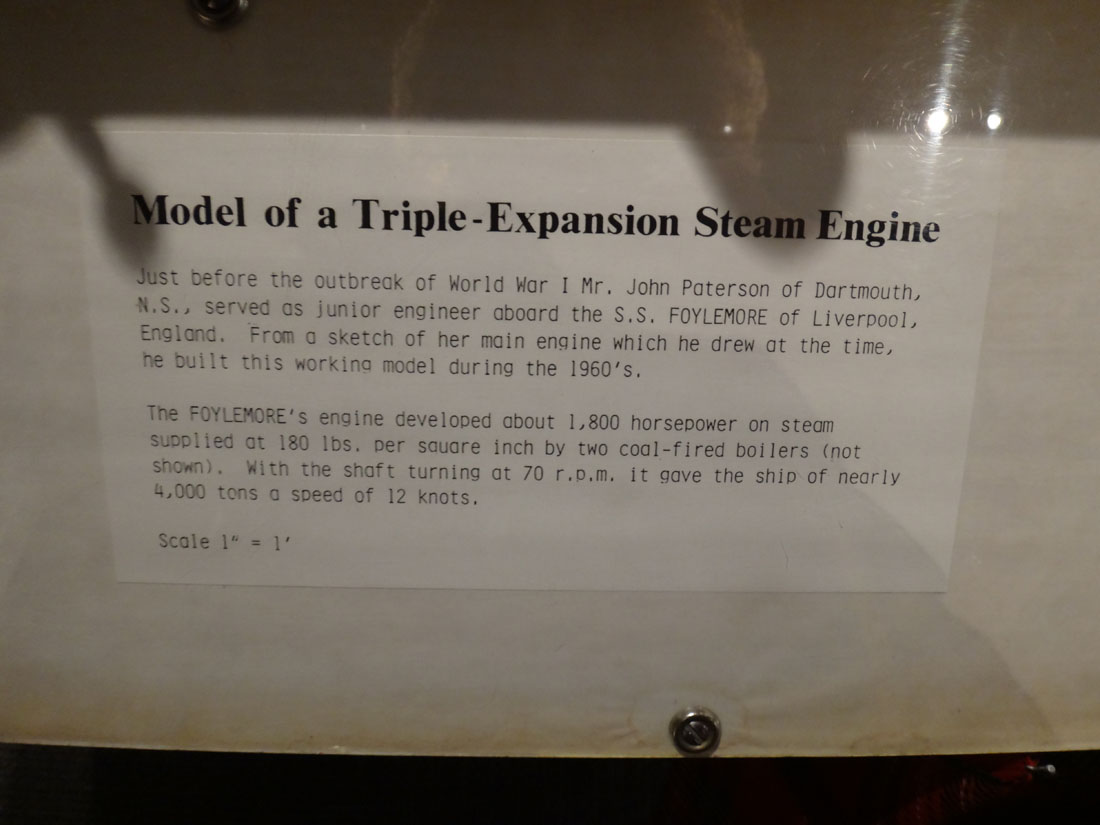 Model of a Triple-Expansion Steam Engine
Just before the outbreak of World War I Mr. John Paterson of Dartmouth,
N.S., served as junior engineer aboard the S.S. FOYLEMORE of Liverpool,
England. From a sketch of her main engine which he drew at the time,
he built this working model during the 1960's.
The FOYLEMORE's engine developed about 1,800 horsepower on steam
supplied at 180 lbs. per square inch by two coal-fired boilers (not
shown). With the shaft turning at 70 r.p.m. it gave the ship of nearly
4,000 tons a speed of 12 knots.
Scale 1" = 1'